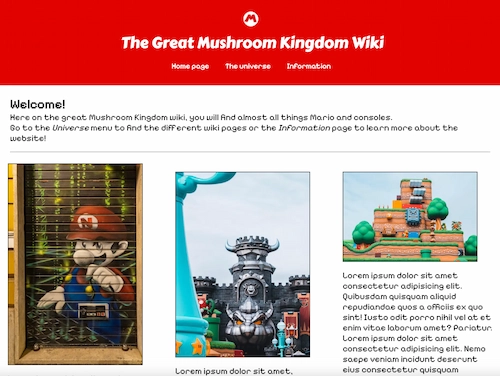 M
The Great Mushroom Kingdom Wiki
Home page The universe Information
Welcome!
Here on the great Mushroom Kingdom wiki, you will find almost all things Mario and consoles.
Go to the Universe menu to find the different wiki pages or the Information page to learn more about the
website!
N
Lorem ipsum dolor sit amet,
Lorem ipsum dolor sit amet
consectetur adipisicing elit.
Quibusdam quisquam aliquid
repudiandae quos a officiis ex quo
sint! Iusto odit porro nihil vel at et
enim vitae laborum amet? Pariatur.
Lorem ipsum dolor sit amet
consectetur adipisicing elit. Nemo
saepe veniam incidunt deserunt
eius consectetur quisquam